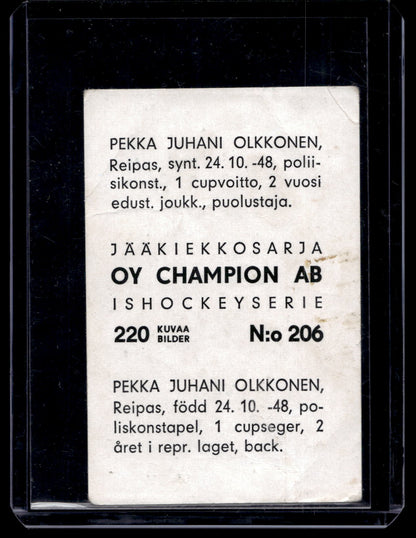 PEKKA JUHANI OLKKONEN,
Reipas, synt. 24. 10. -48, polii-
sikonst., 1 cupvoitto, 2 vuosi
edust. joukk., puolustaja.
JÄÄKIEKKOSARJA
OY CHAMPION AB
ISHOCKEYSERIE
220 KUVAA BILDER N:o 206
PEKKA JUHANI OLKKONEN,
Reipas, född 24. 10. -48, po-
liskonstapel, 1 cupseger, 2
året i repr. laget, back.